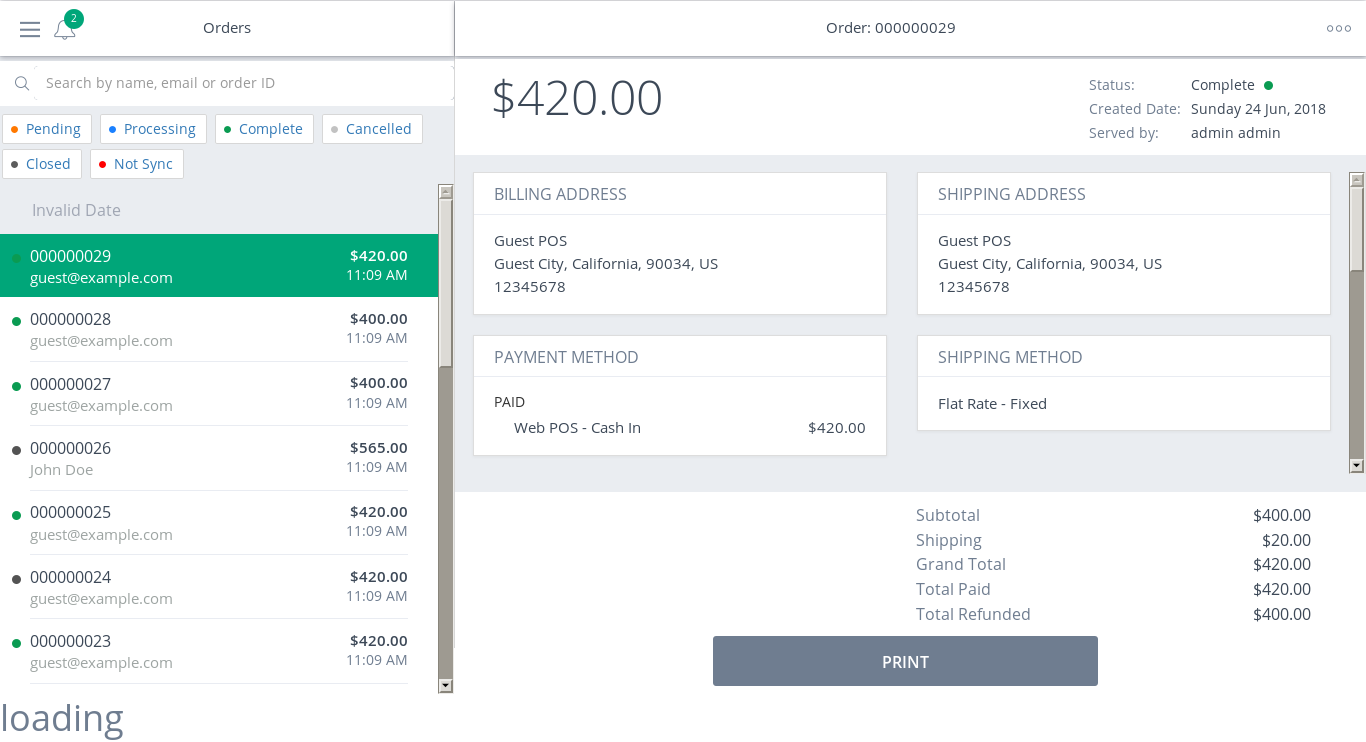 2
Orders
Search by name, email or order ID
Pending Processing Complete Cancelled
Closed Not Sync
Invalid Date
000000029 $420.00
guest@example.com 11:09 AM
000000028 $400.00
guest@example.com 11:09 AM
000000027 $400.00
guest@example.com 11:09 AM
000000026 $565.00
John Doe 11:09 AM
000000025 $420.00
guest@example.com 11:09 AM
000000024 $420.00
guest@example.com 11:09 AM
000000023 $420.00
guest@example.com 11:09 AM
loading
Order: 000000029
$420.00
Status: Complete
Created Date: Sunday 24 Jun, 2018
Served by: admin admin
BILLING ADDRESS
Guest POS
Guest City, California, 90034, US
12345678
SHIPPING ADDRESS
Guest POS
Guest City, California, 90034, US
12345678
PAYMENT METHOD
PAID
Web POS - Cash In $420.00
SHIPPING METHOD
Flat Rate - Fixed
Subtotal $400.00
Shipping $20.00
Grand Total $420.00
Total Paid $420.00
Total Refunded $400.00
PRINT